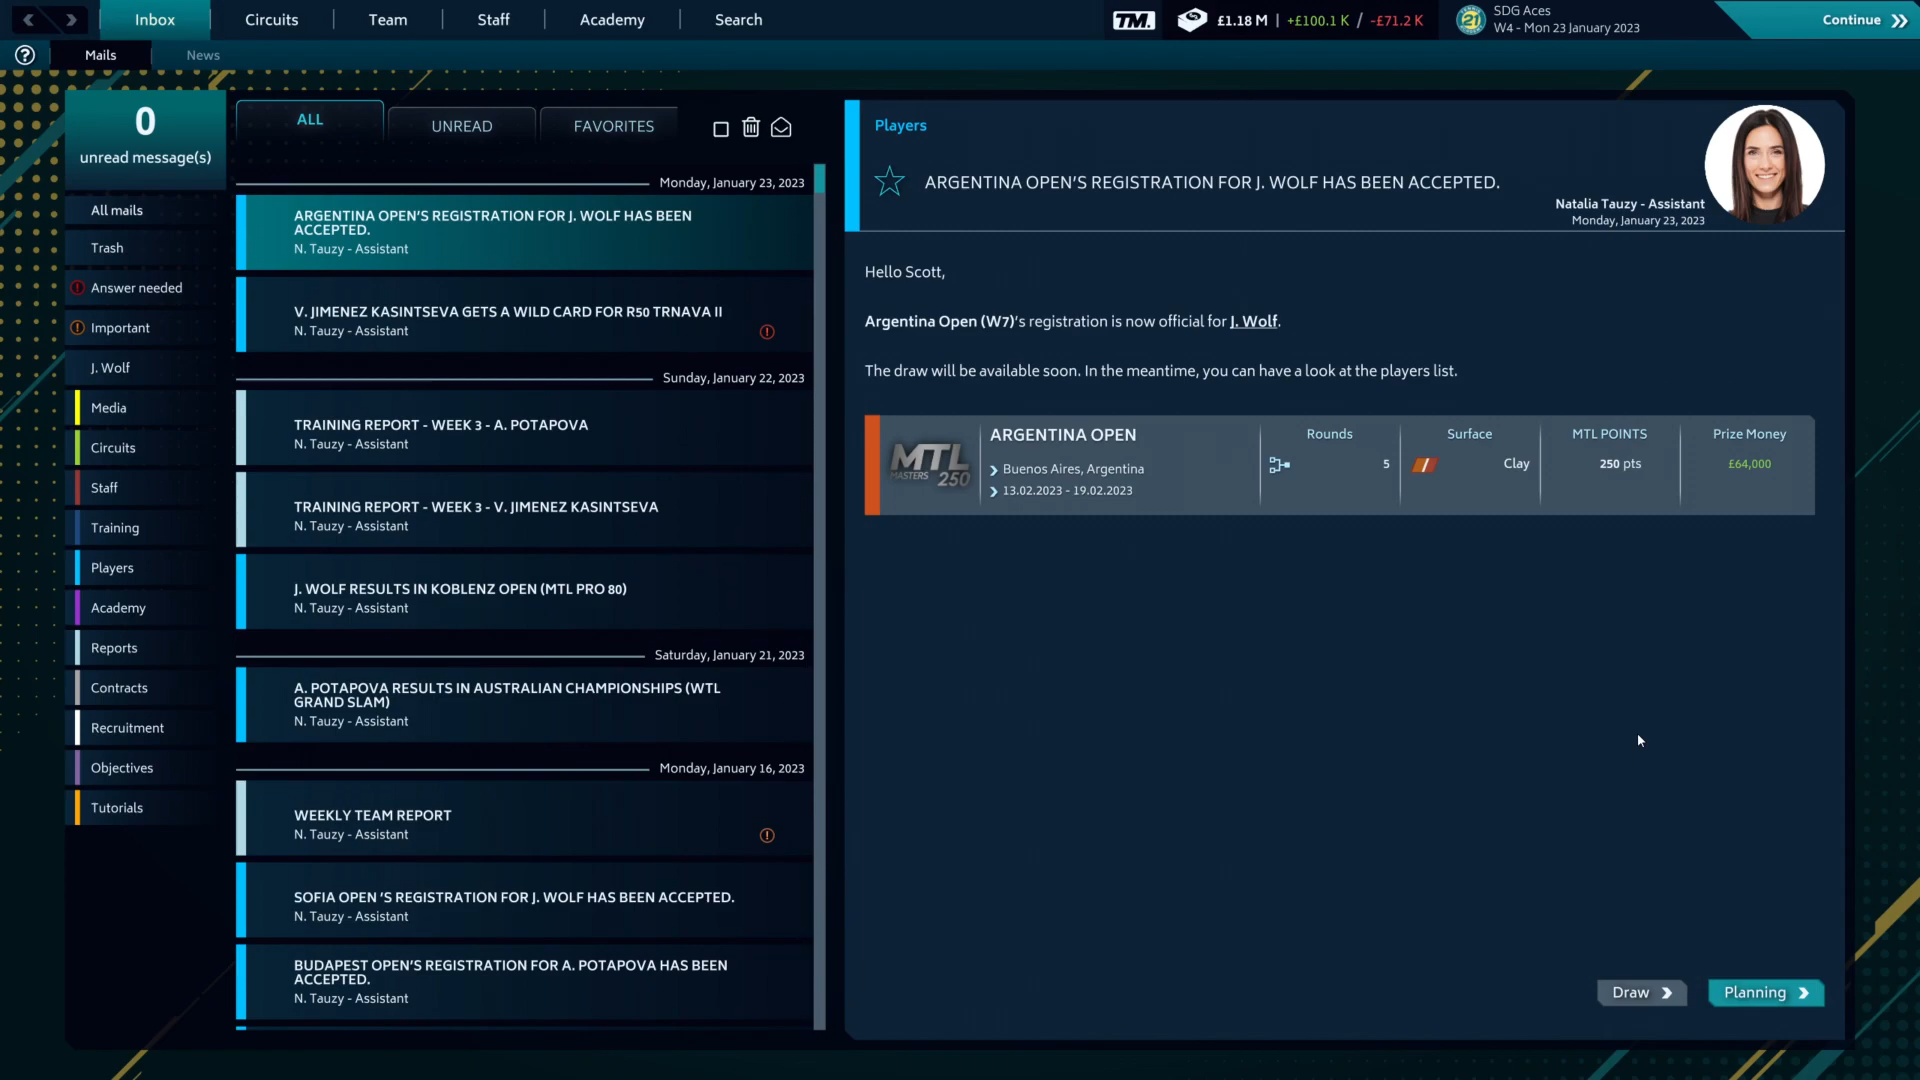 Inbox
Circuits
Team
Staff
Academy
Search
TM.
£1.18 M | +£100.1 K / -£71.2 K
21
SDG Aces
W4 - Mon 23 January 2023
Continue
?
Mails
News
0
unread message(s)
All mails
Trash
Answer needed
Important
J. Wolf
Media
Circuits
Staff
Training
Players
Academy
Reports
Contracts
Recruitment
Objectives
Tutorials
ALL
UNREAD
FAVORITES
Monday, January 23, 2023
ARGENTINA OPEN'S REGISTRATION FOR J. WOLF HAS BEEN
ACCEPTED.
N. Tauzy - Assistant
V. JIMENEZ KASINTSEVA GETS A WILD CARD FOR R50 TRNAVA II
N. Tauzy - Assistant
Sunday, January 22, 2023
TRAINING REPORT - WEEK 3 - A. POTAPOVA
N. Tauzy - Assistant
TRAINING REPORT - WEEK 3 - V. JIMENEZ KASINTSEVA
N. Tauzy - Assistant
J. WOLF RESULTS IN KOBLENZ OPEN (MTL PRO 80)
N. Tauzy - Assistant
Saturday, January 21, 2023
A. POTAPOVA RESULTS IN AUSTRALIAN CHAMPIONSHIPS (WTL
GRAND SLAM)
N. Tauzy - Assistant
Monday, January 16, 2023
WEEKLY TEAM REPORT
N. Tauzy - Assistant
SOFIA OPEN 'S REGISTRATION FOR J. WOLF HAS BEEN ACCEPTED.
N. Tauzy - Assistant
BUDAPEST OPEN'S REGISTRATION FOR A. POTAPOVA HAS BEEN
ACCEPTED.
N. Tauzy - Assistant
Players
ARGENTINA OPEN'S REGISTRATION FOR J. WOLF HAS BEEN ACCEPTED.
Natalia Tauzy - Assistant
Monday, January 23, 2023
Hello Scott,
Argentina Open (W7)'s registration is now official for J. Wolf.
The draw will be available soon. In the meantime, you can have a look at the players list.
MTL
MASTERS 250
ARGENTINA OPEN
Buenos Aires, Argentina
13.02.2023 - 19.02.2023
Rounds
5
Surface
Clay
MTL POINTS
250 pts
Prize Money
£64,000
Draw
Planning